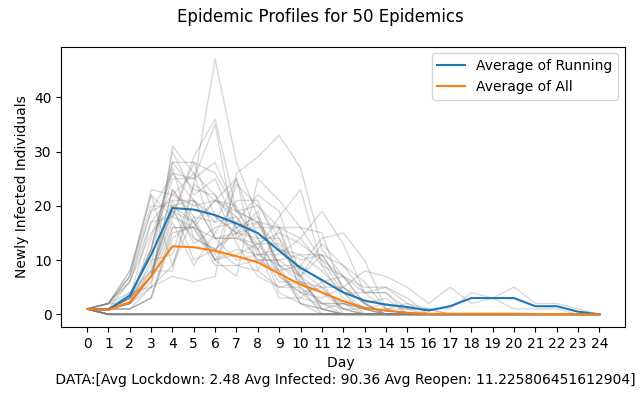 Epidemic Profiles for 50 Epidemics
Average of Running
Average of All
Newly Infected Individuals
40
30
20
10
0
0 1 2 3 4 5 6 7 8 9 10 11 12 13 14 15 16 17 18 19 20 21 22 23 24
Day
DATA:[Avg Lockdown: 2.48 Avg Infected: 90.36 Avg Reopen: 11.225806451612904]